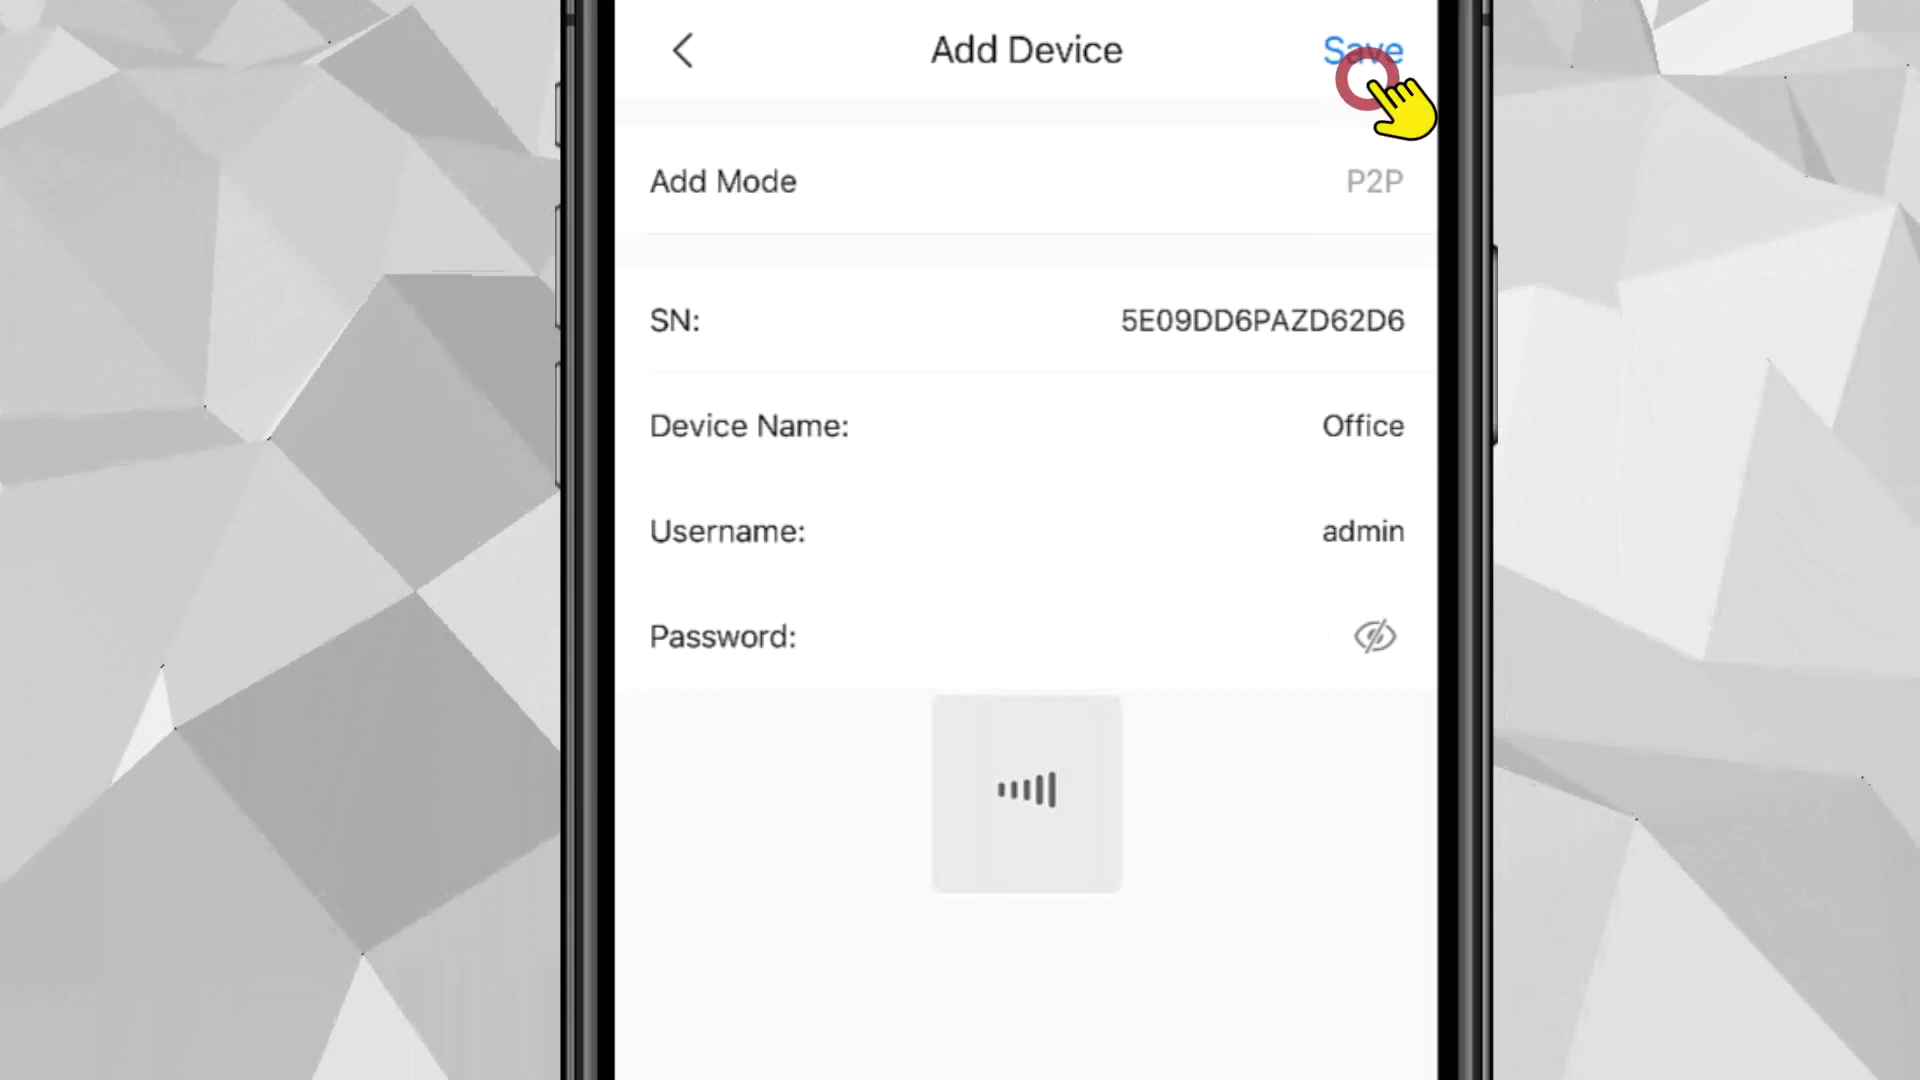 Add Device
Save
Add Mode
P2P
SN:
5E09DD6PAZD62D6
Device Name:
Office
Username:
admin
Password: